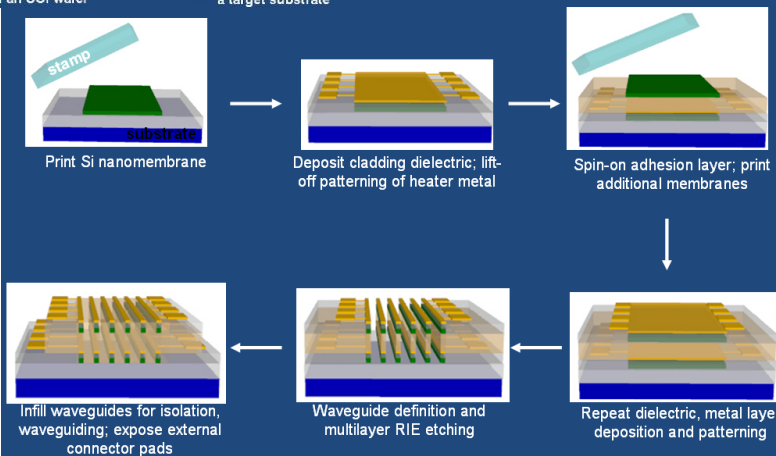 a target substrate
stamp
substrate
Print Si nanomembrane
Deposit cladding dielectric; lift-
off patterning of heater metal
Spin-on adhesion layer; print
additional membranes
Infill waveguides for isolation,
waveguiding; expose external
connector pads
Waveguide definition and
multilayer RIE etching
Repeat dielectric, metal laye
deposition and patterning